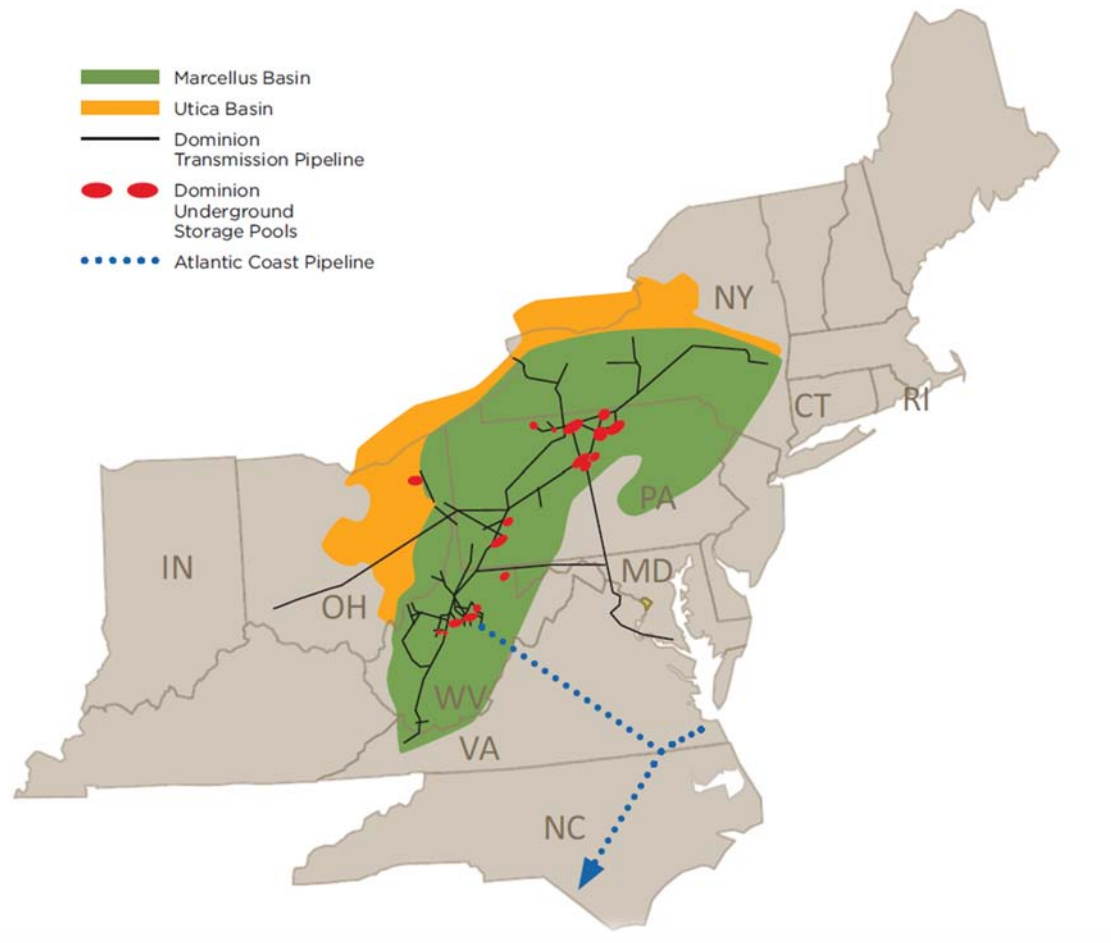 Marcellus Basin
Utica Basin
Dominion
Transmission Pipeline
Dominion
Underground
Storage Pools
Atlantic Coast Pipeline
NY
CT
RI
PA
IN
MD
OH
WV
VA
NC